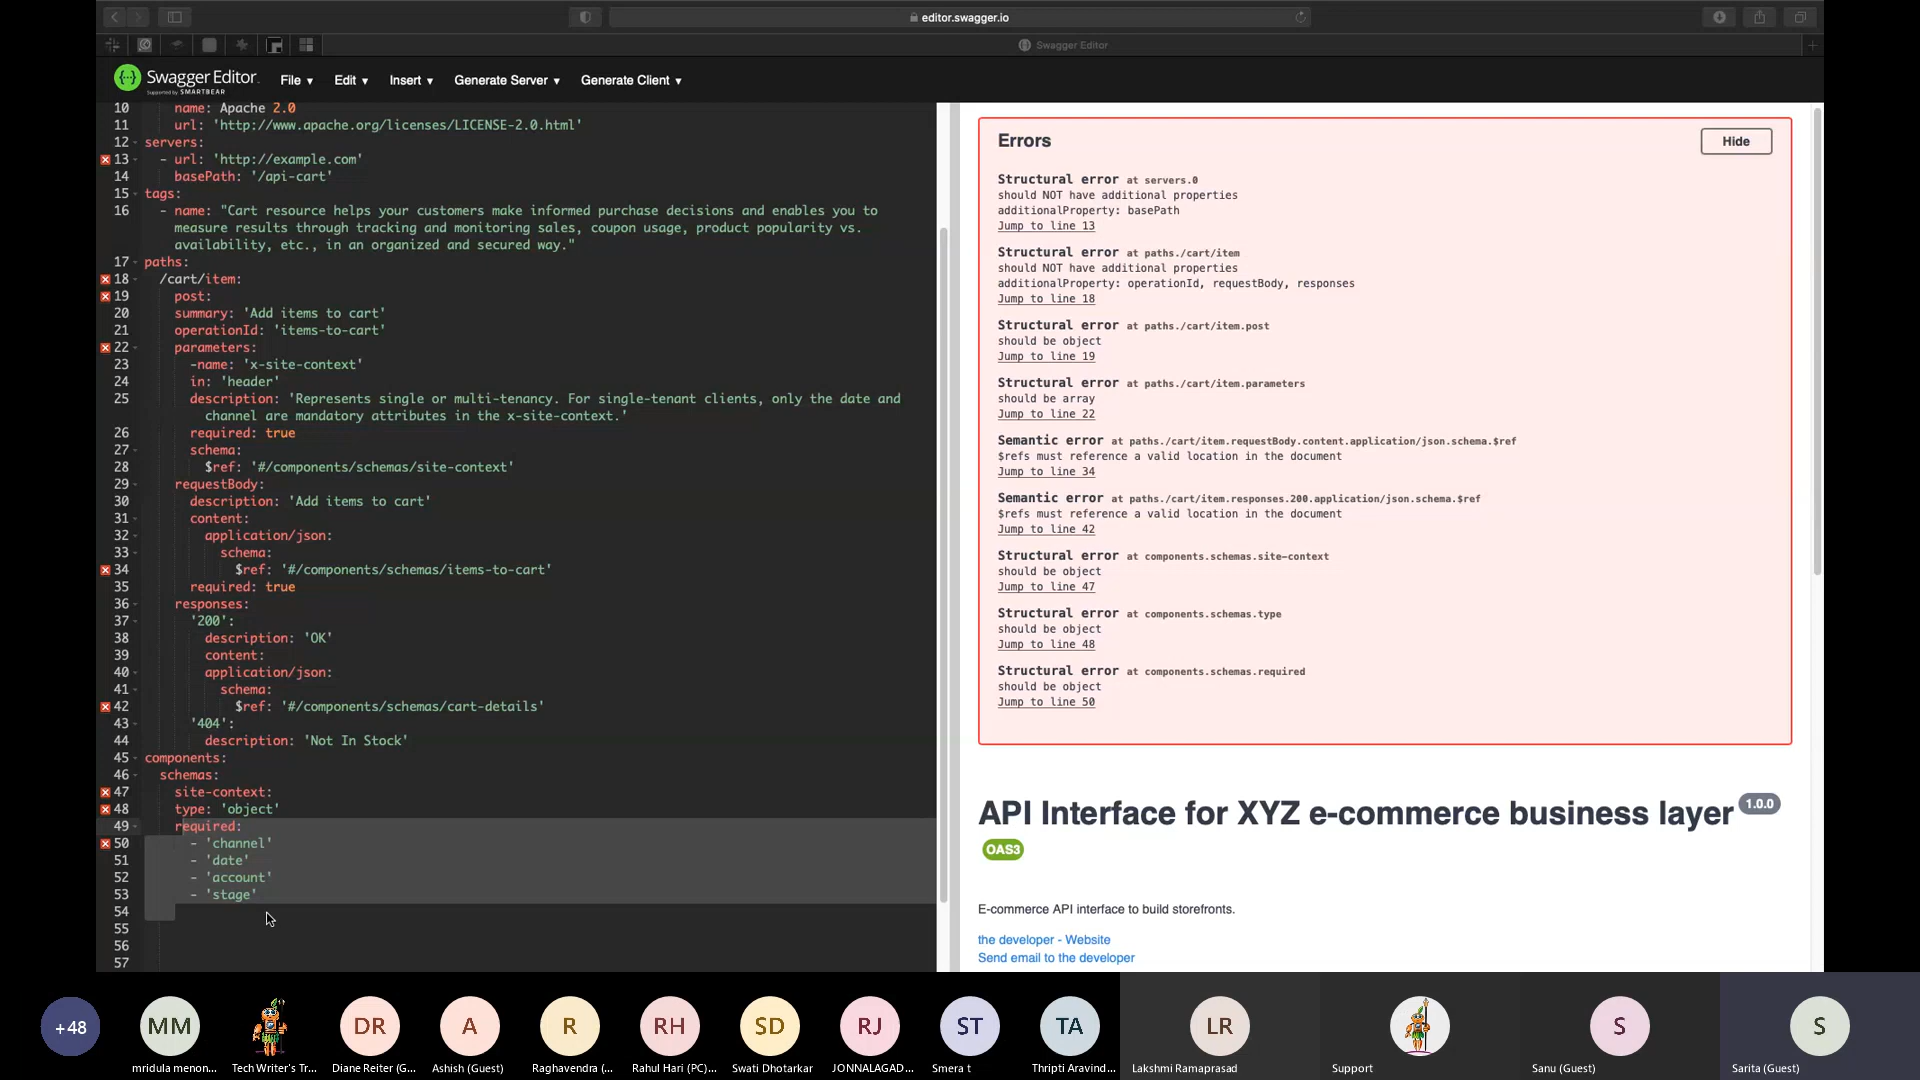 editor.swagger.io
Swagger Editor
Swagger Editor.
Supported by SMARTBEAR
File ▾ Edit ▾ Insert ▾ Generate Server ▾ Generate Client ▾
10 name: Apache 2.0
11 url: 'http://www.apache.org/licenses/LICENSE-2.0.html'
12 servers:
13 - url: 'http://example.com'
14 basePath: '/api-cart'
15 tags:
16 - name: "Cart resource helps your customers make informed purchase decisions and enables you to
measure results through tracking and monitoring sales, coupon usage, product popularity vs.
availability, etc., in an organized and secured way."
17 paths:
18 /cart/item:
19 post:
20 summary: 'Add items to cart'
21 operationId: 'items-to-cart'
22 parameters:
23 -name: 'x-site-context'
24 in: 'header'
25 description: 'Represents single or multi-tenancy. For single-tenant clients, only the date and
channel are mandatory attributes in the x-site-context.'
26 required: true
27 schema:
28 $ref: '#/components/schemas/site-context'
29 requestBody:
30 description: 'Add items to cart'
31 content:
32 application/json:
33 schema:
34 $ref: '#/components/schemas/items-to-cart'
35 required: true
36 responses:
37 '200':
38 description: 'OK'
39 content:
40 application/json:
41 schema:
42 $ref: '#/components/schemas/cart-details'
43 '404':
44 description: 'Not In Stock'
45 components:
46 schemas:
47 site-context:
48 type: 'object'
49 required:
50 - 'channel'
51 - 'date'
52 - 'account'
53 - 'stage'
54
55
56
57
Errors
Hide
Structural error at servers.0
should NOT have additional properties
additionalProperty: basePath
Jump to line 13
Structural error at paths./cart/item
should NOT have additional properties
additionalProperty: operationId, requestBody, responses
Jump to line 18
Structural error at paths./cart/item.post
should be object
Jump to line 19
Structural error at paths./cart/item.parameters
should be array
Jump to line 22
Semantic error at paths./cart/item.requestBody.content.application/json.schema.$ref
$refs must reference a valid location in the document
Jump to line 34
Semantic error at paths./cart/item.responses.200.application/json.schema.$ref
$refs must reference a valid location in the document
Jump to line 42
Structural error at components.schemas.site-context
should be object
Jump to line 47
Structural error at components.schemas.type
should be object
Jump to line 48
Structural error at components.schemas.required
should be object
Jump to line 50
API Interface for XYZ e-commerce business layer 1.0.0
OAS3
E-commerce API interface to build storefronts.
the developer - Website
Send email to the developer
+48 MM DR A R RH SD RJ ST TA LR S S
mridula menon... Tech Writer's Tr... Diane Reiter (G... Ashish (Guest) Raghavendra (... Rahul Hari (PC)... Swati Dhotarkar JONNALAGAD... Smera t Thripti Aravind... Lakshmi Ramaprasad Support Sanu (Guest) Sarita (Guest)